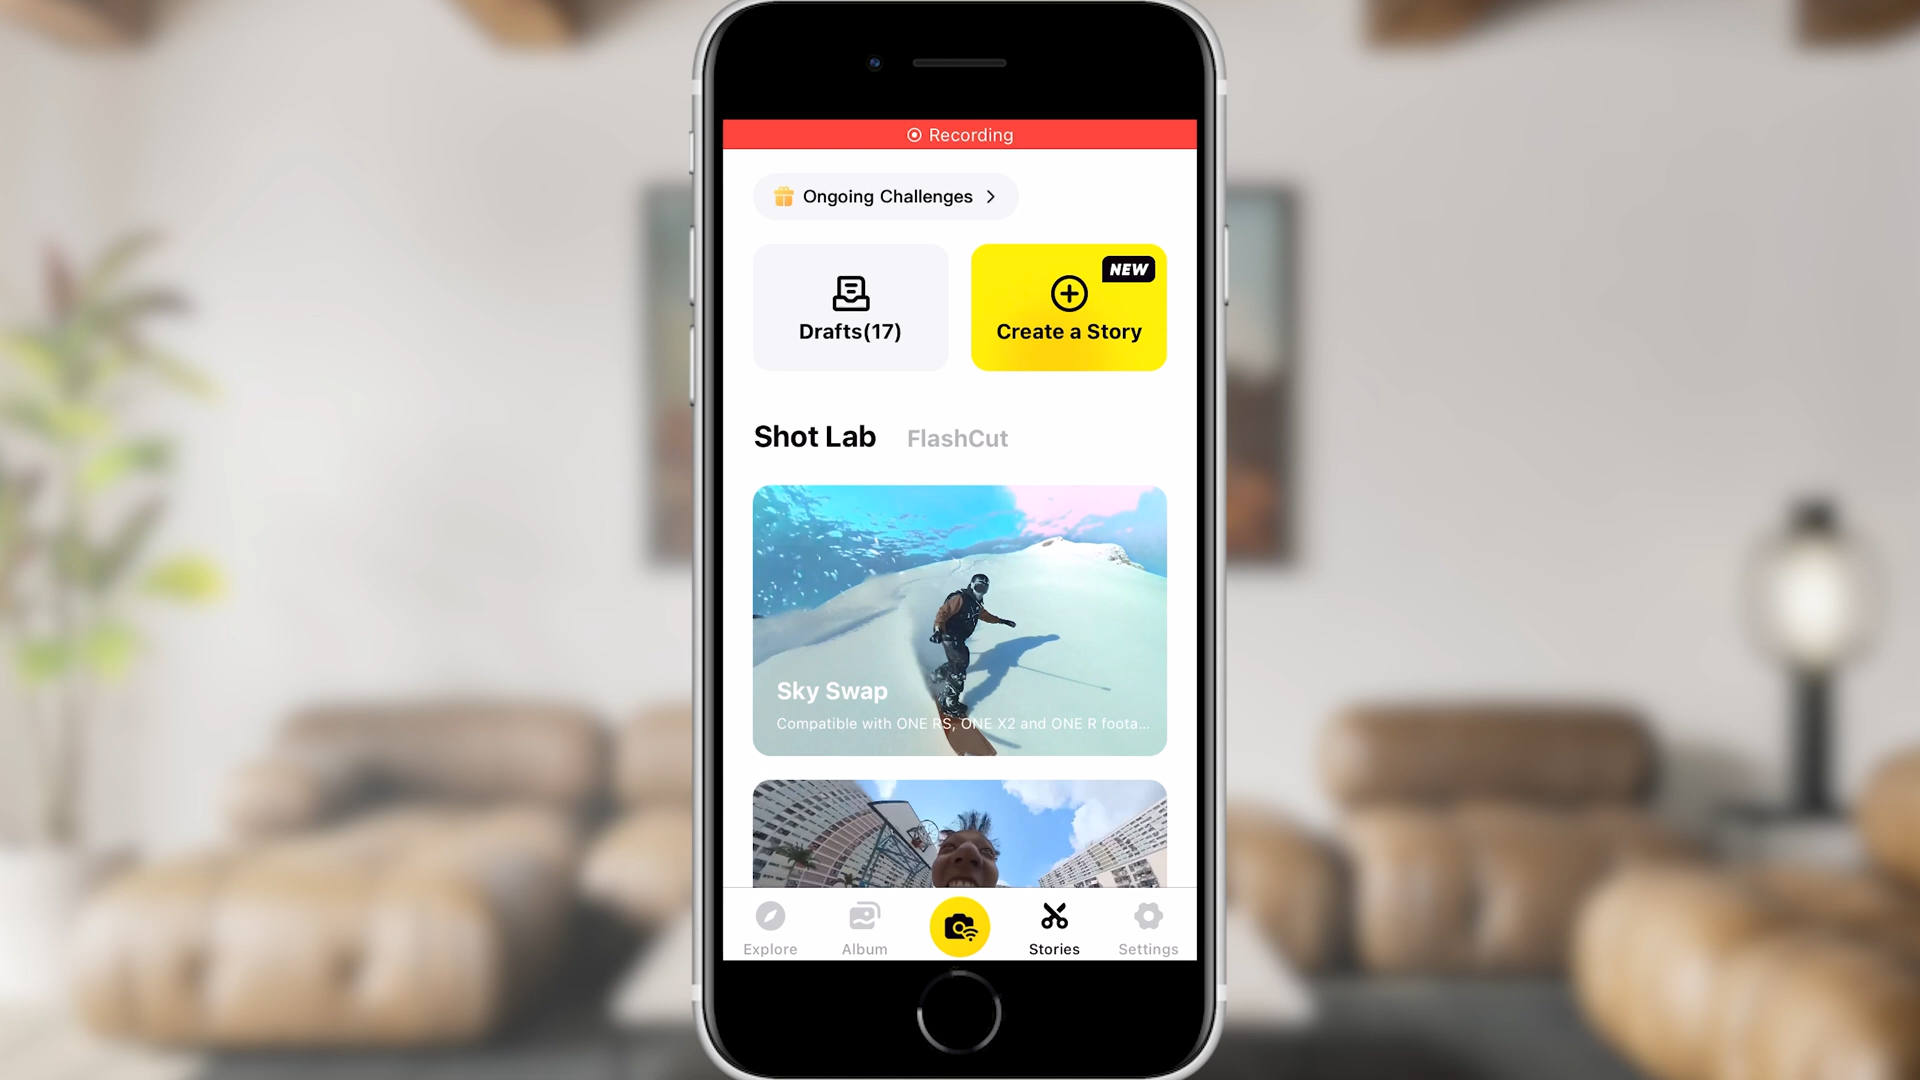 Recording
Ongoing Challenges
NEW
Drafts(17)
Create a Story
Shot Lab
FlashCut
Sky Swap
Compatible with ONE RS, ONE X2 and ONE R foota...
Explore
Album
Stories
Settings